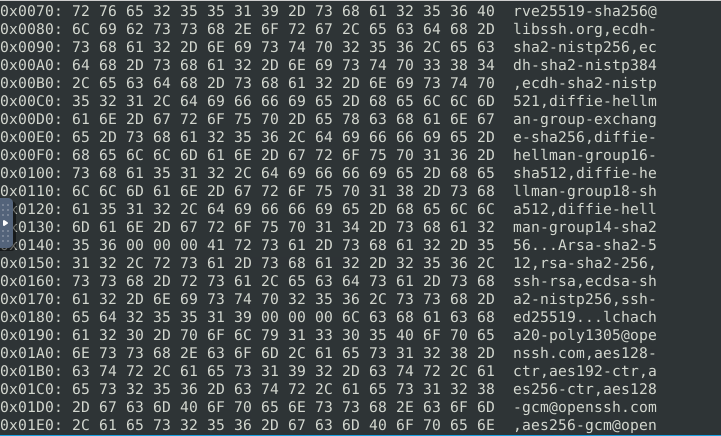 0x0070: 72 76 65 32 35 35 31 39 2D 73 68 61 32 35 36 40 rve25519-sha256@
0x0080: 6C 69 62 73 73 68 2E 6F 72 67 2C 65 63 64 68 2D libssh.org,ecdh-
0x0090: 73 68 61 32 2D 6E 69 73 74 70 32 35 36 2C 65 63 sha2-nistp256,ec
0x00A0: 64 68 2D 73 68 61 32 2D 6E 69 73 74 70 33 38 34 dh-sha2-nistp384
0x00B0: 2C 65 63 64 68 2D 73 68 61 32 2D 6E 69 73 74 70 ,ecdh-sha2-nistp
0x00C0: 35 32 31 2C 64 69 66 66 69 65 2D 68 65 6C 6C 6D 521,diffie-hellm
0x00D0: 61 6E 2D 67 72 6F 75 70 2D 65 78 63 68 61 6E 67 an-group-exchang
0x00E0: 65 2D 73 68 61 32 35 36 2C 64 69 66 66 69 65 2D e-sha256,diffie-
0x00F0: 68 65 6C 6C 6D 61 6E 2D 67 72 6F 75 70 31 36 2D hellman-group16-
0x0100: 73 68 61 35 31 32 2C 64 69 66 66 69 65 2D 68 65 sha512,diffie-he
0x0110: 6C 6C 6D 61 6E 2D 67 72 6F 75 70 31 38 2D 73 68 llman-group18-sh
0x0120: 61 35 31 32 2C 64 69 66 66 69 65 2D 68 65 6C 6C a512,diffie-hell
0x0130: 6D 61 6E 2D 67 72 6F 75 70 31 34 2D 73 68 61 32 man-group14-sha2
0x0140: 35 36 00 00 00 41 72 73 61 2D 73 68 61 32 2D 35 56...Arsa-sha2-5
0x0150: 31 32 2C 72 73 61 2D 73 68 61 32 2D 32 35 36 2C 12,rsa-sha2-256,
0x0160: 73 73 68 2D 72 73 61 2C 65 63 64 73 61 2D 73 68 ssh-rsa,ecdsa-sh
0x0170: 61 32 2D 6E 69 73 74 70 32 35 36 2C 73 73 68 2D a2-nistp256,ssh-
0x0180: 65 64 32 35 35 31 39 00 00 00 6C 63 68 61 63 68 ed25519...lchach
0x0190: 61 32 30 2D 70 6F 6C 79 31 33 30 35 40 6F 70 65 a20-poly1305@ope
0x01A0: 6E 73 73 68 2E 63 6F 6D 2C 61 65 73 31 32 38 2D nssh.com,aes128-
0x01B0: 63 74 72 2C 61 65 73 31 39 32 2D 63 74 72 2C 61 ctr,aes192-ctr,a
0x01C0: 65 73 32 35 36 2D 63 74 72 2C 61 65 73 31 32 38 es256-ctr,aes128
0x01D0: 2D 67 63 6D 40 6F 70 65 6E 73 73 68 2E 63 6F 6D -gcm@openssh.com
0x01E0: 2C 61 65 73 32 35 36 2D 67 63 6D 40 6F 70 65 6E ,aes256-gcm@open